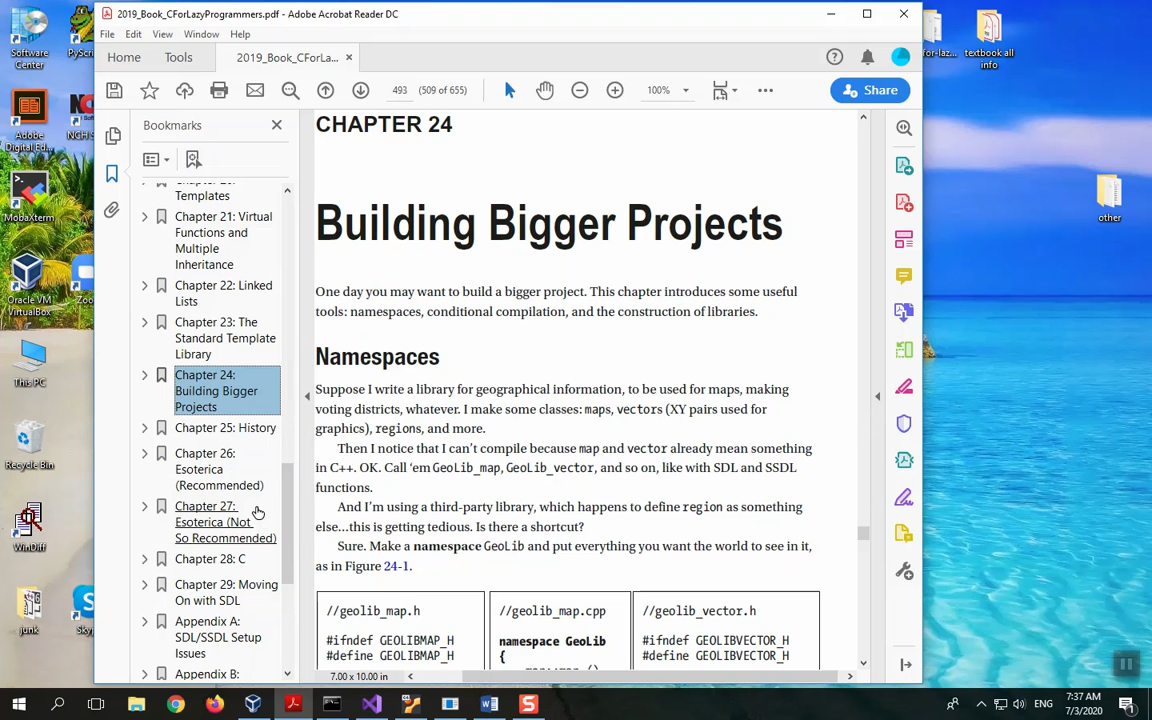 2019_Book_CForLazyProgrammers.pdf - Adobe Acrobat Reader DC
File Edit View Window Help
Home Tools 2019_Book_CForLa... ×
493 (509 of 655) 100% Share
Bookmarks
Templates
Chapter 21: Virtual
Functions and
Multiple
Inheritance
Chapter 22: Linked
Lists
Chapter 23: The
Standard Template
Library
Chapter 24:
Building Bigger
Projects
Chapter 25: History
Chapter 26:
Esoterica
(Recommended)
Chapter 27:
Esoterica (Not
So Recommended)
Chapter 28: C
Chapter 29: Moving
On with SDL
Appendix A:
SDL/SSDL Setup
Issues
Appendix B:
CHAPTER 24
Building Bigger Projects
One day you may want to build a bigger project. This chapter introduces some useful
tools: namespaces, conditional compilation, and the construction of libraries.
Namespaces
Suppose I write a library for geographical information, to be used for maps, making
voting districts, whatever. I make some classes: maps, vectors (XY pairs used for
graphics), regions, and more.
Then I notice that I can't compile because map and vector already mean something
in C++. OK. Call 'em GeoLib_map, GeoLib_vector, and so on, like with SDL and SSDL
functions.
And I'm using a third-party library, which happens to define region as something
else...this is getting tedious. Is there a shortcut?
Sure. Make a namespace GeoLib and put everything you want the world to see in it,
as in Figure 24-1.
//geolib_map.h
#ifndef GEOLIBMAP_H
#define GEOLIBMAP_H
//geolib_map.cpp
namespace GeoLib
{
//geolib_vector.h
#ifndef GEOLIBVECTOR_H
#define GEOLIBVECTOR_H
7.00 x 10.00 in
Software
Center
PyScri
Adobe
Digital Ed...
NCH S
MobaXterm
Oracle VM
VirtualBox
Zoo
This PC
Recycle Bin
WinDiff
junk
Sky
for-laz...
textbook all
info
other
ENG
7:37 AM
7/3/2020
1